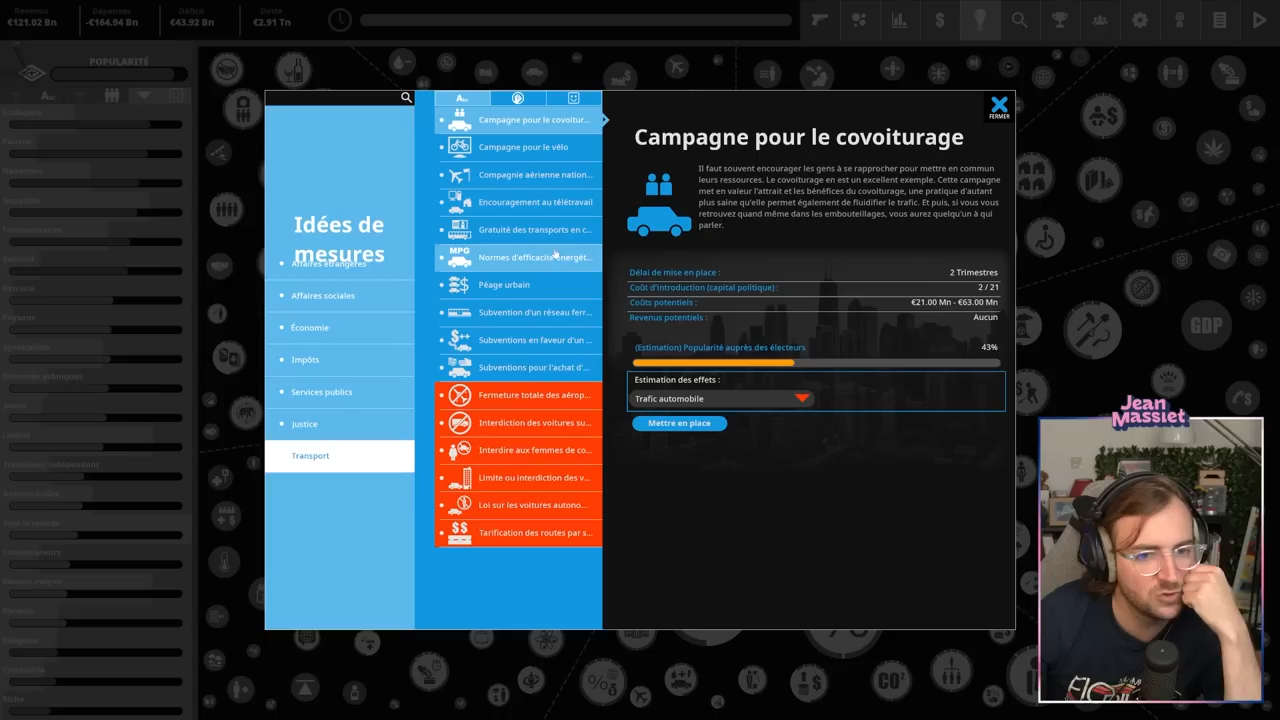 Revenus
€121.02 Bn
Dépenses
-€164.94 Bn
Déficit
€43.92 Bn
Dette
€2.91 Tn
POPULARITÉ
Abc
Idées de
mesures
Affaires étrangères
Affaires sociales
Économie
Impôts
Services publics
Justice
Transport
Abc
Campagne pour le covoitur...
Campagne pour le vélo
Compagnie aérienne nation...
Encouragement au télétravail
Gratuité des transports en c...
MPG
Normes d'efficacité énergét...
Péage urbain
Subvention d'un réseau ferr...
Subventions en faveur d'un ...
Subventions pour l'achat d'...
Fermeture totale des aérop...
Interdiction des voitures su...
Interdire aux femmes de co...
Limite ou interdiction des v...
Loi sur les voitures autono...
Tarification des routes par s...
FERMER
Campagne pour le covoiturage
Il faut souvent encourager les gens à se rapprocher pour mettre en commun
leurs ressources. Le covoiturage en est un excellent exemple. Cette campagne
met en valeur l'attrait et les bénéfices du covoiturage, une pratique d'autant
plus saine qu'elle permet également de fluidifier le trafic. Et puis, si vous vous
retrouvez quand même dans les embouteillages, vous aurez quelqu'un à qui
parler.
Délai de mise en place :
2 Trimestres
Coût d'introduction (capital politique) :
2 / 21
Coûts potentiels :
€21.00 Mn - €63.00 Mn
Revenus potentiels :
Aucun
(Estimation) Popularité auprès des électeurs
43%
Estimation des effets :
Trafic automobile
Mettre en place
GDP
CO²
Jean
Massiet